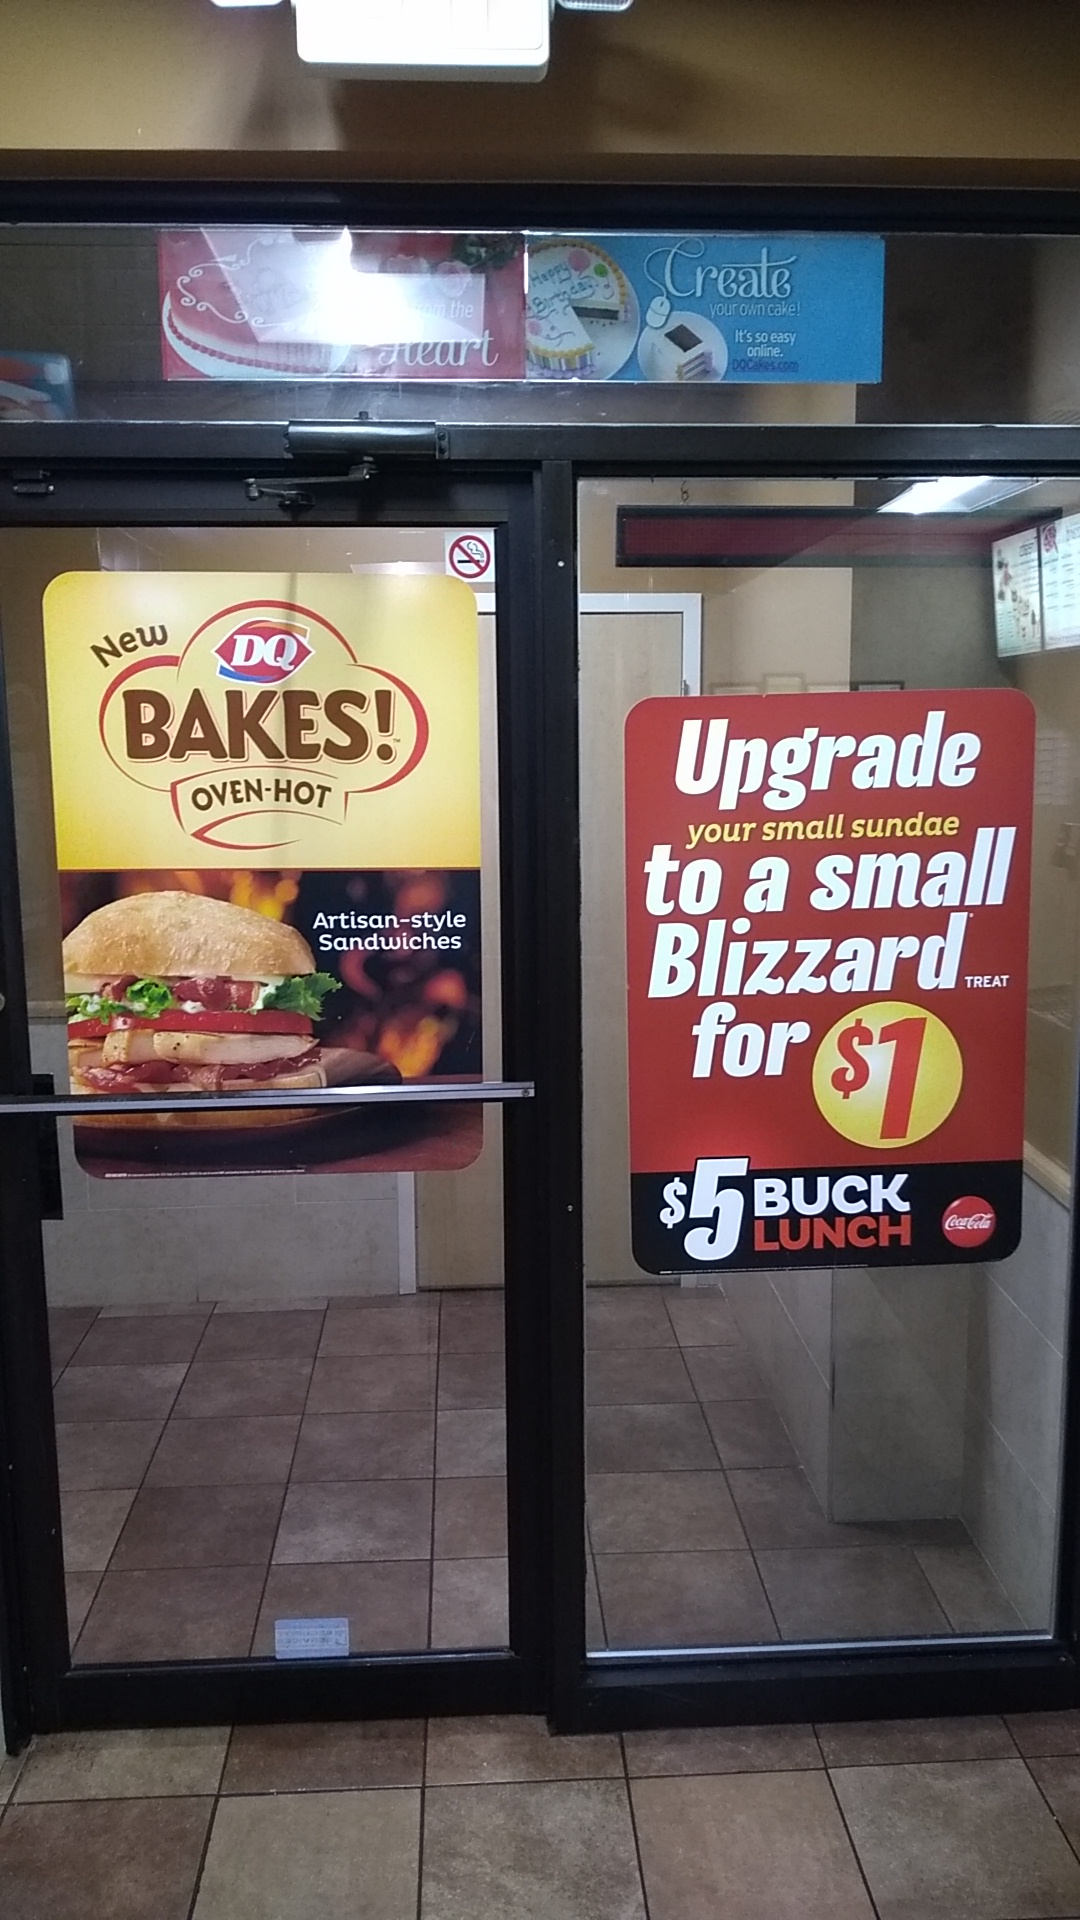 from the
Heart
Happy
Birthday
Create
your own cake!
It's so easy
online.
DQCakes.com
New
DQ
BAKES!™
OVEN-HOT
Artisan-style
Sandwiches
Upgrade
your small sundae
to a small
Blizzard®
TREAT
for $1
$5 BUCK
LUNCH
Coca-Cola